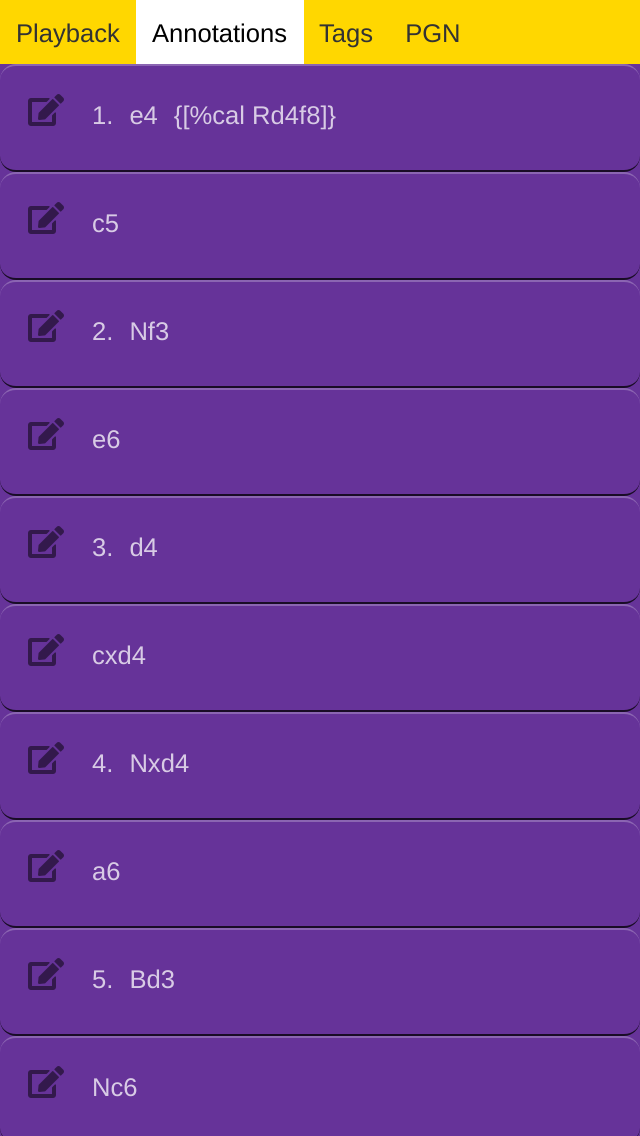 Playback Annotations Tags PGN
1. e4 {[%cal Rd4f8]}
c5
2. Nf3
e6
3. d4
cxd4
4. Nxd4
a6
5. Bd3
Nc6